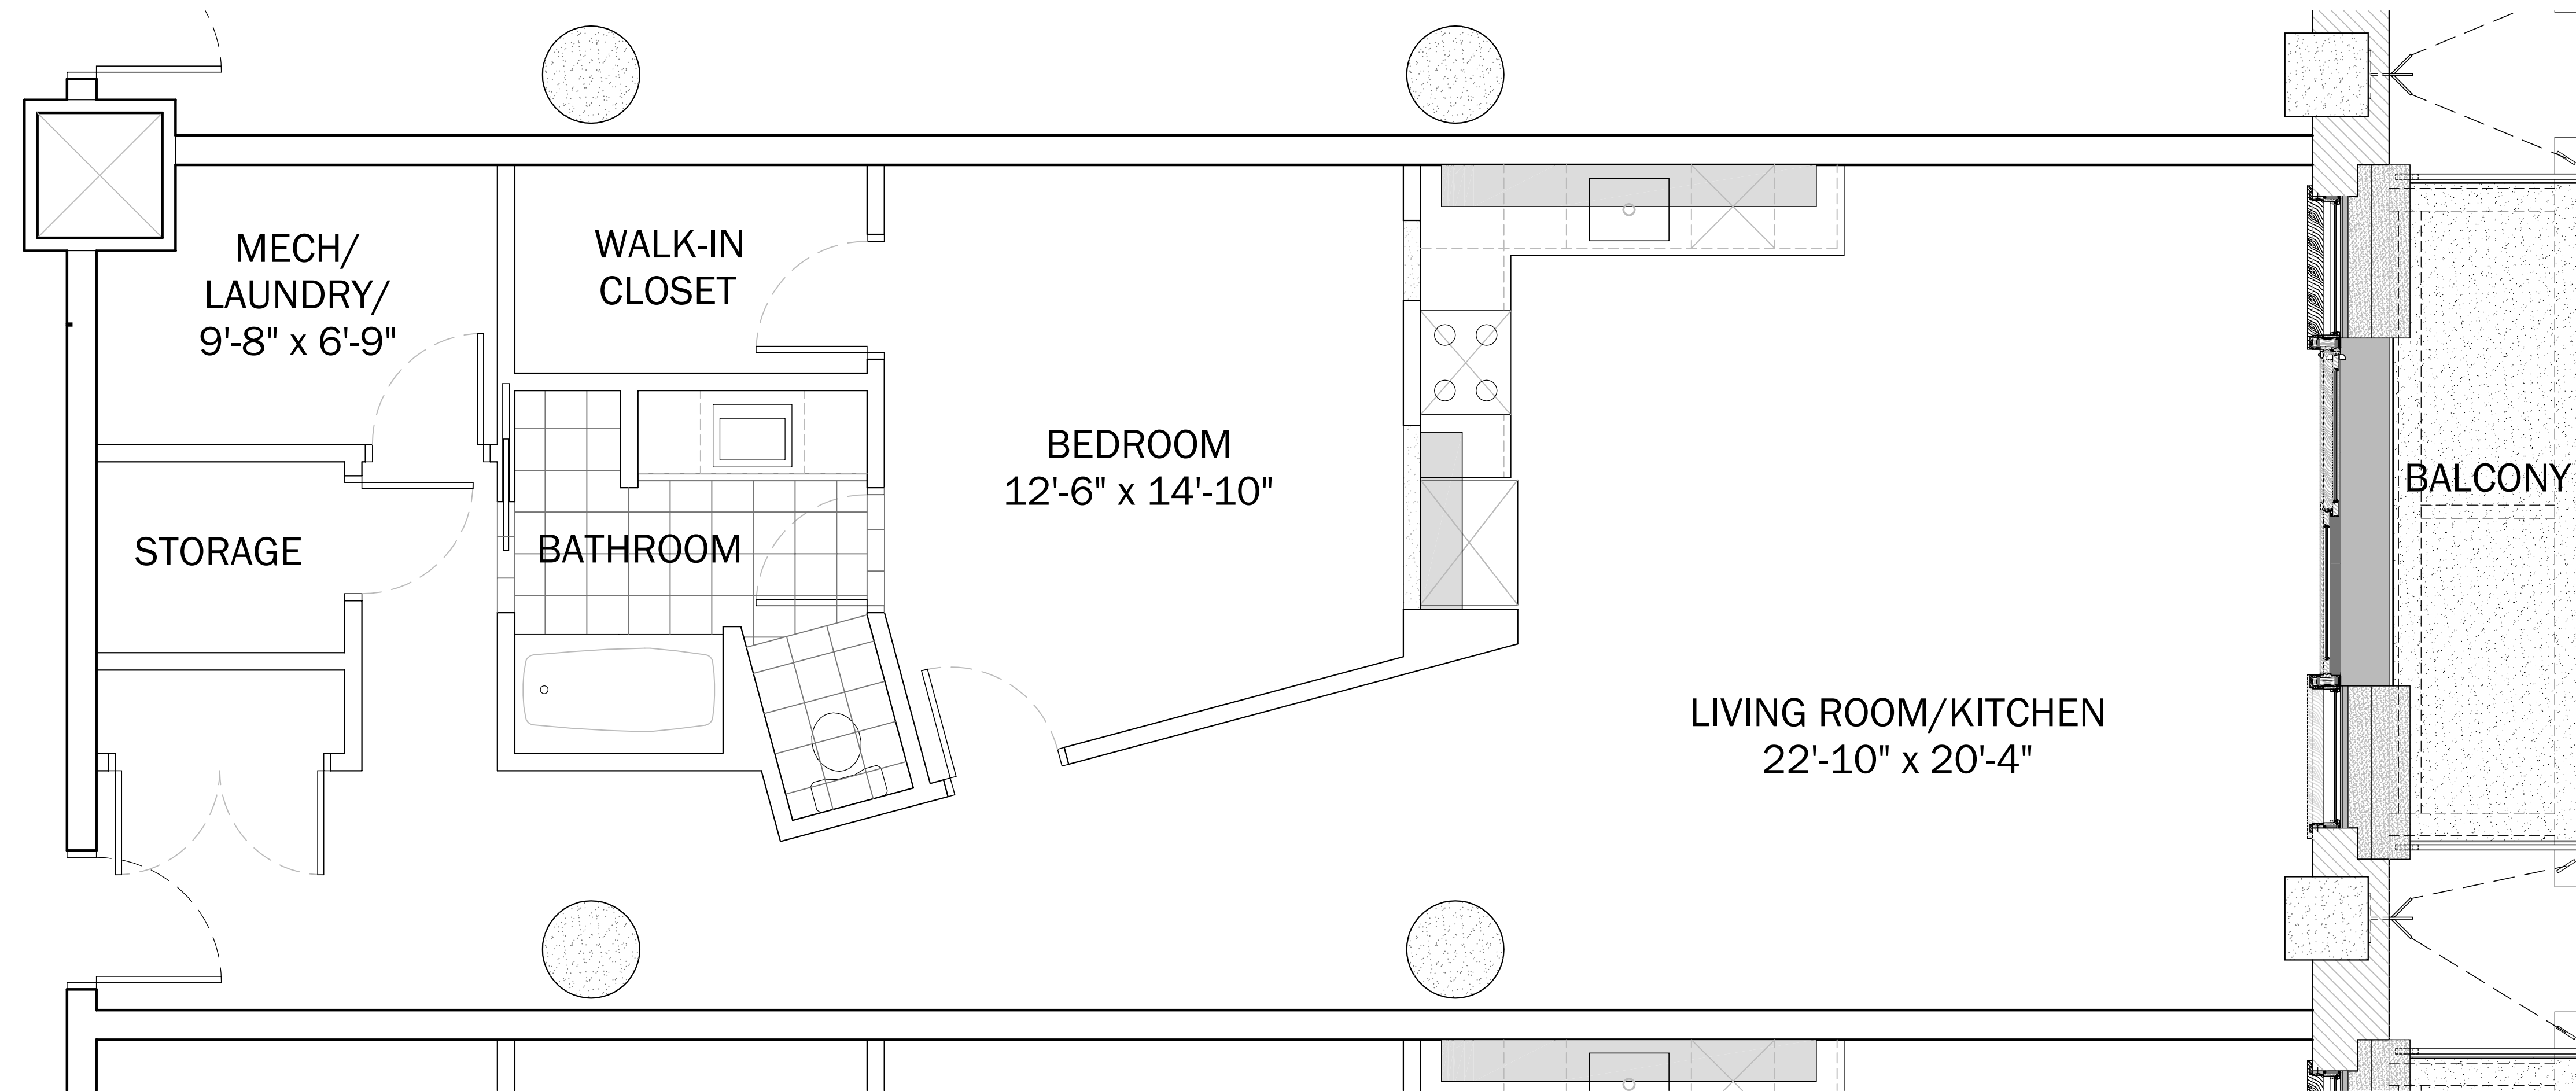 MECH/
LAUNDRY/
9'-8" x 6'-9"
WALK-IN
CLOSET
BEDROOM
12'-6" x 14'-10"
BALCONY
STORAGE
BATHROOM
LIVING ROOM/KITCHEN
22'-10" x 20'-4"